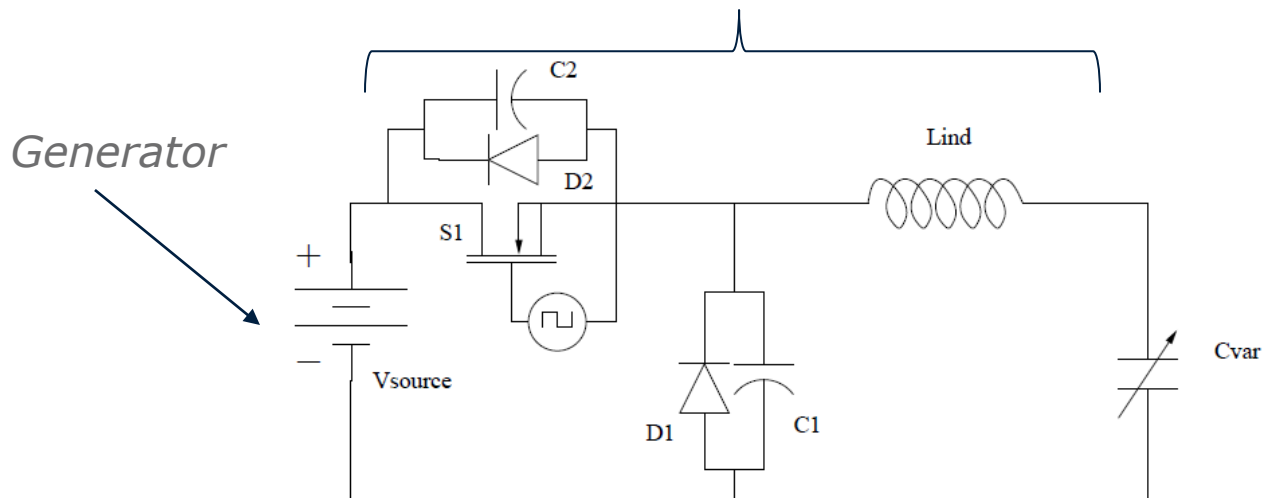 C2
Generator
Lind
D2
S1
+
−
Vsource
Cvar
D1
C1